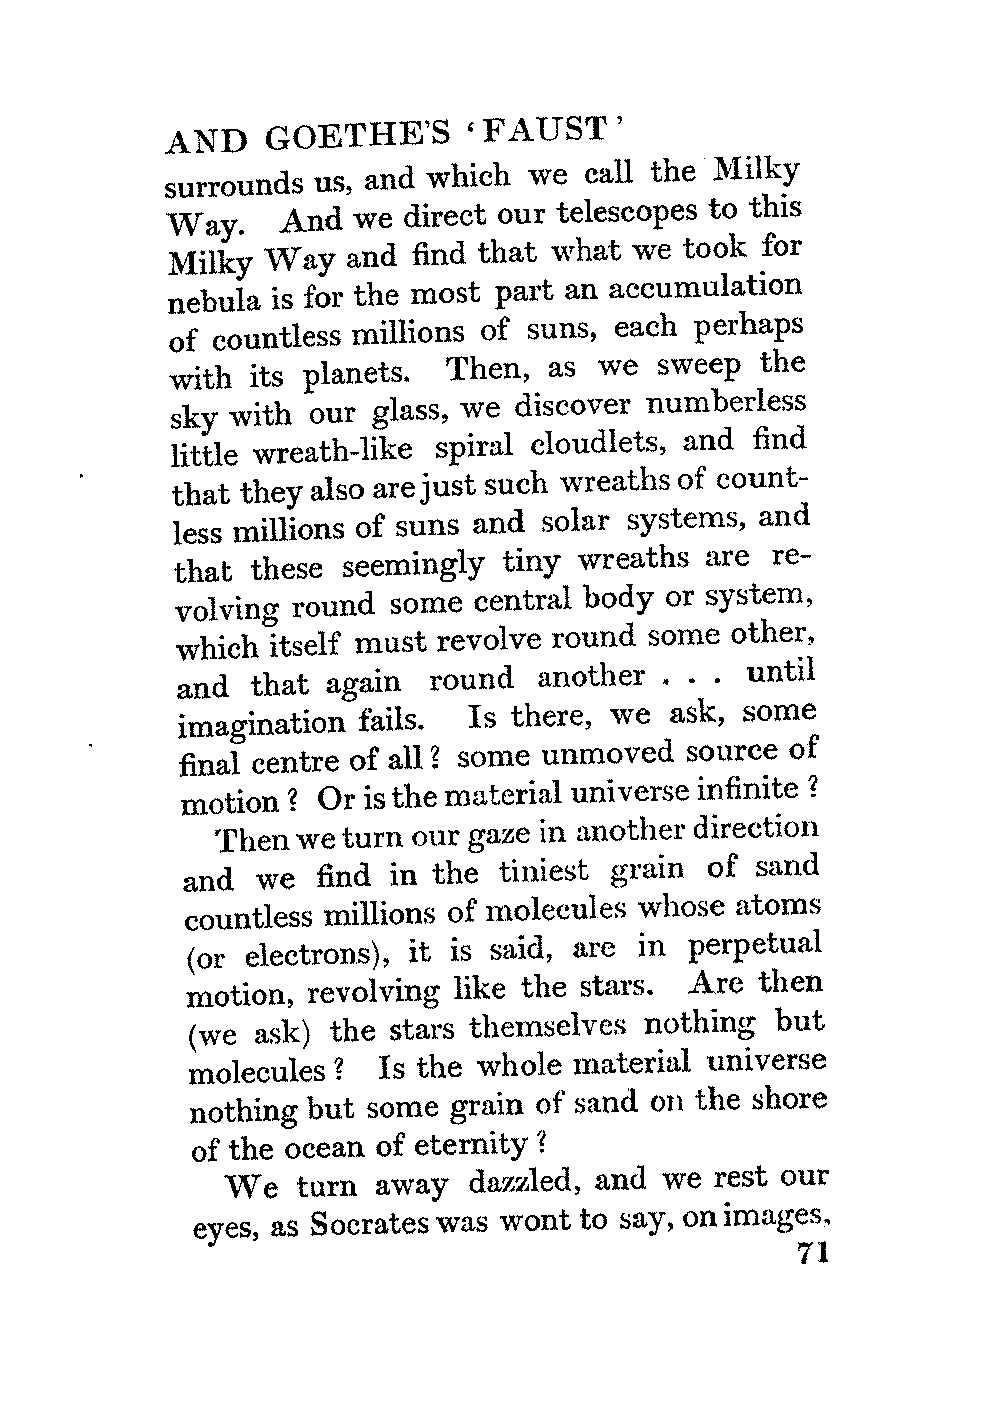 AND GOETHE'S ‘FAUST’
surrounds us, and which we call the Milky
Way. And we direct our telescopes to this
Milky Way and find that what we took for
nebula is for the most part an accumulation
of countless millions of suns, each perhaps
with its planets. Then, as we sweep the
sky with our glass, we discover numberless
little wreath-like spiral cloudlets, and find
that they also are just such wreaths of count-
less millions of suns and solar systems, and
that these seemingly tiny wreaths are re-
volving round some central body or system,
which itself must revolve round some other,
and that again round another . . . until
imagination fails. Is there, we ask, some
final centre of all? some unmoved source of
motion? Or is the material universe infinite?
Then we turn our gaze in another direction
and we find in the tiniest grain of sand
countless millions of molecules whose atoms
(or electrons), it is said, are in perpetual
motion, revolving like the stars. Are then
(we ask) the stars themselves nothing but
molecules? Is the whole material universe
nothing but some grain of sand on the shore
of the ocean of eternity?
We turn away dazzled, and we rest our
eyes, as Socrates was wont to say, on images,
71